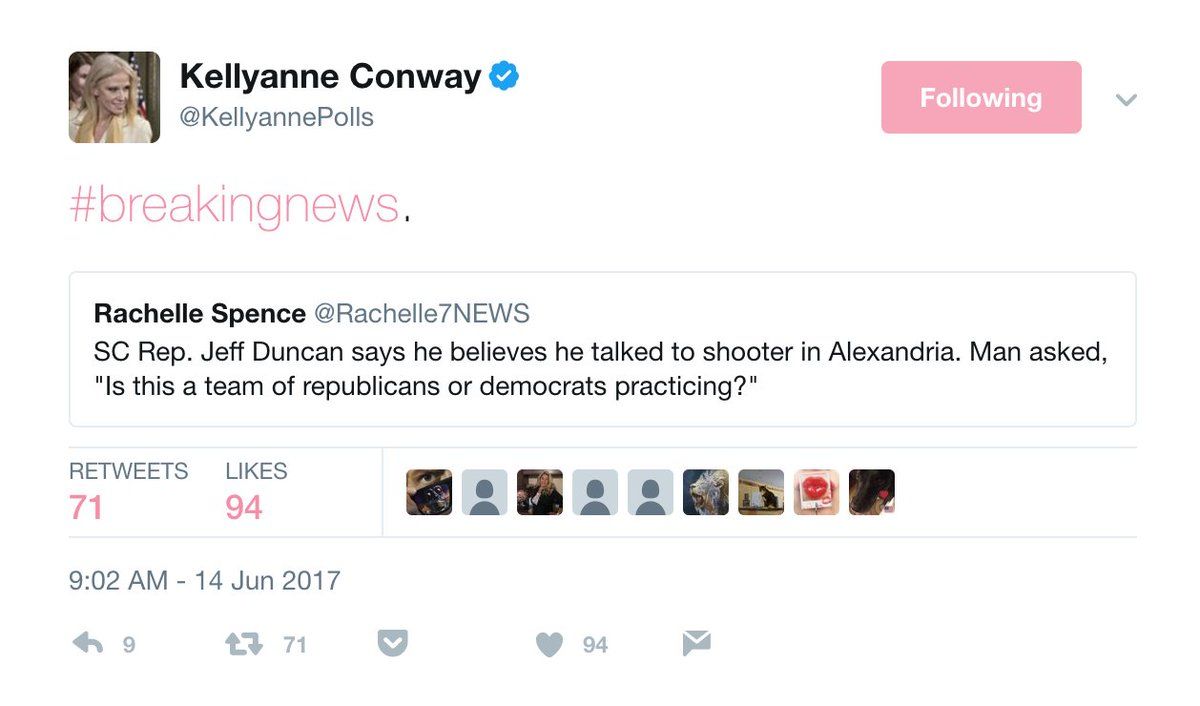 Kellyanne Conway
@KellyannePolls
Following
#breakingnews.
Rachelle Spence @Rachelle7NEWS
SC Rep. Jeff Duncan says he believes he talked to shooter in Alexandria. Man asked,
"Is this a team of republicans or democrats practicing?"
RETWEETS LIKES
71 94
9:02 AM - 14 Jun 2017
9 71 94